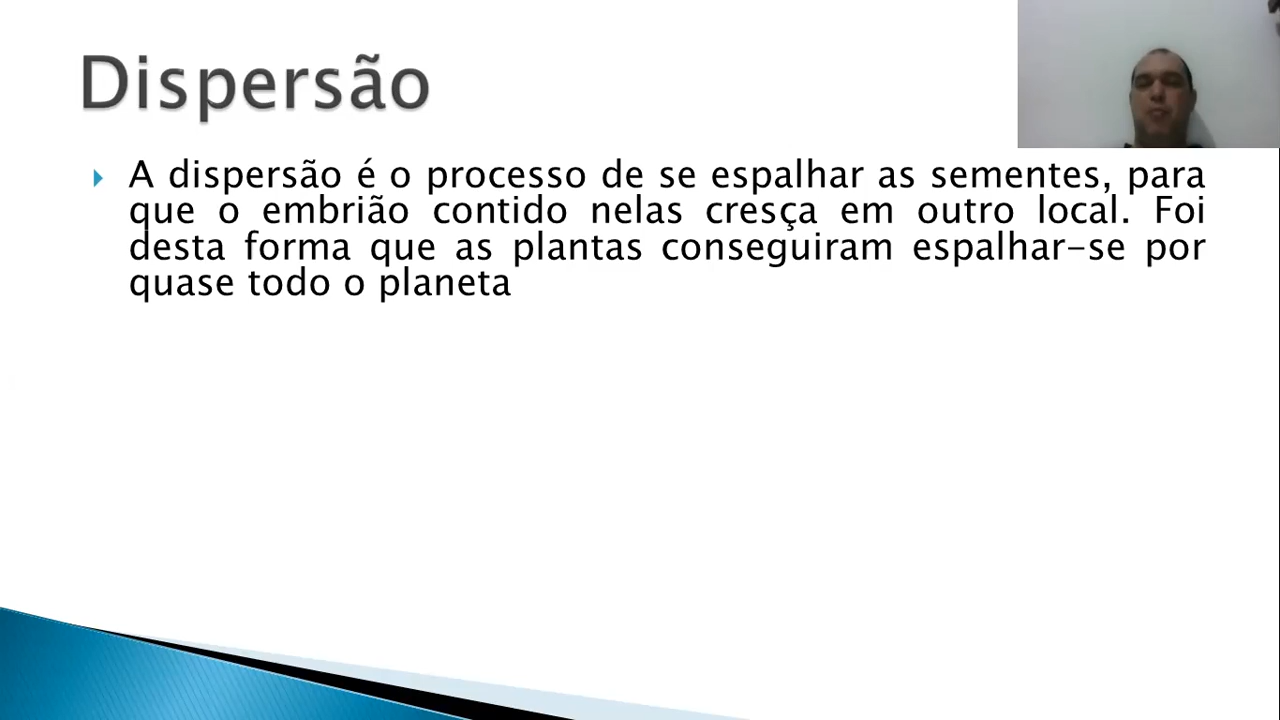 Dispersão
A dispersão é o processo de se espalhar as sementes, para
que o embrião contido nelas cresça em outro local. Foi
desta forma que as plantas conseguiram espalhar-se por
quase todo o planeta